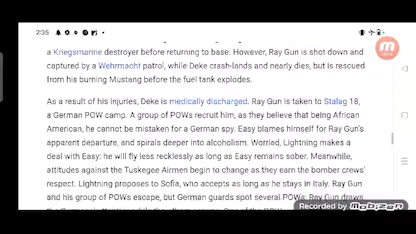 2:35
a Kriegsmarine destroyer before returning to base. However, Ray Gun is shot down and
captured by a Wehrmacht patrol, while Deke crash-lands and nearly dies, but is rescued
from his burning Mustang before the fuel tank explodes.
As a result of his injuries, Deke is medically discharged. Ray Gun is taken to Stalag 18,
a German POW camp. A group of POWs recruit him, as they believe that being African
American, he cannot be mistaken for a German spy. Easy blames himself for Ray Gun's
apparent departure, and spirals deeper into alcoholism. Worried, Lightning makes a
deal with Easy: he will fly less recklessly as long as Easy remains sober. Meanwhile,
attitudes against the Tuskegee Airmen begin to change as they earn the bomber crews'
respect. Lightning proposes to Sofia, who accepts as long as he stays in Italy. Ray Gun
and his group of POWs escape, but German guards spot several POWs; Ray Gun draws
Recorded by Mobizen